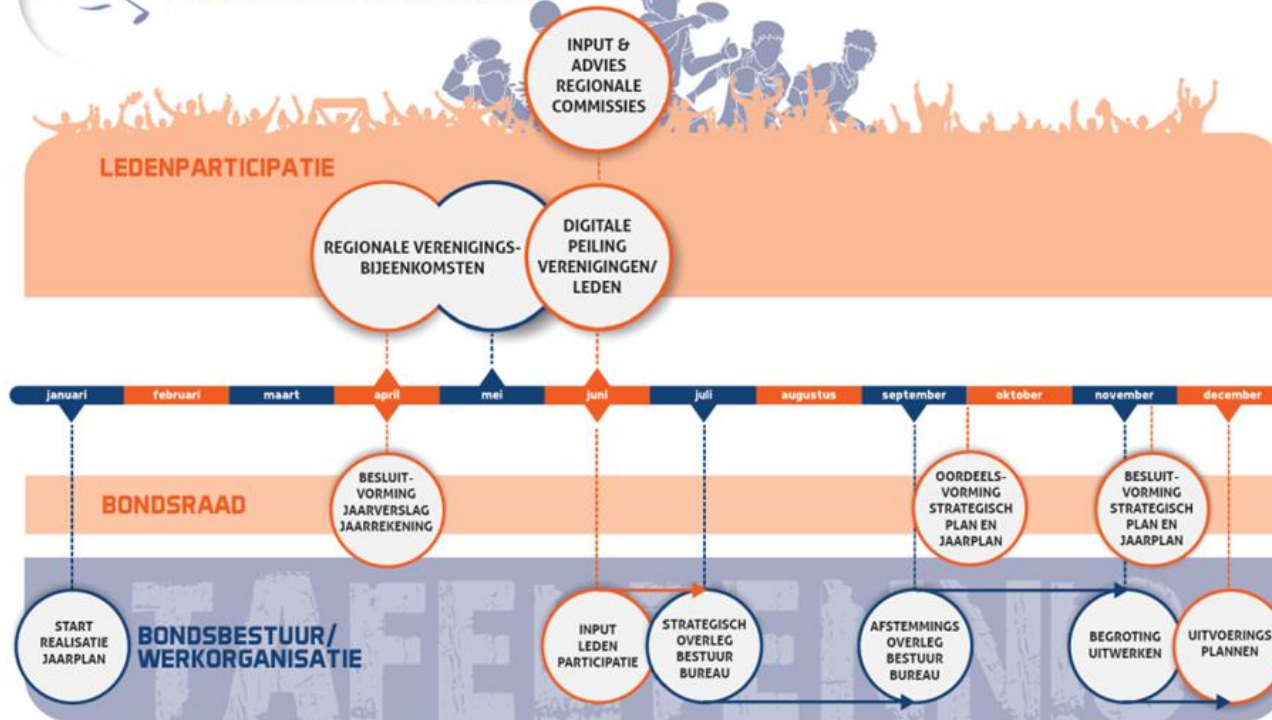 INPUT &
ADVIES
REGIONALE
COMMISSIES
LEDENPARTICIPATIE
REGIONALE VERENIGINGS-
BIJEENKOMSTEN
DIGITALE
PEILING
VERENIGINGEN/
LEDEN
januari februari maart april mei juni juli augustus september oktober november december
BONDSRAAD
BESLUIT-
VORMING
JAARVERSLAG
JAARREKENING
OORDEELS-
VORMING
STRATEGISCH
PLAN EN
JAARPLAN
BESLUIT-
VORMING
STRATEGISCH
PLAN EN
JAARPLAN
TAFELTENNIS
START
REALISATIE
JAARPLAN
BONDSBESTUUR/
WERKORGANISATIE
INPUT
LEDEN
PARTICIPATIE
STRATEGISCH
OVERLEG
BESTUUR
BUREAU
AFSTEMMINGS
OVERLEG
BESTUUR
BUREAU
BEGROTING
UITWERKEN
UITVOERINGS
PLANNEN